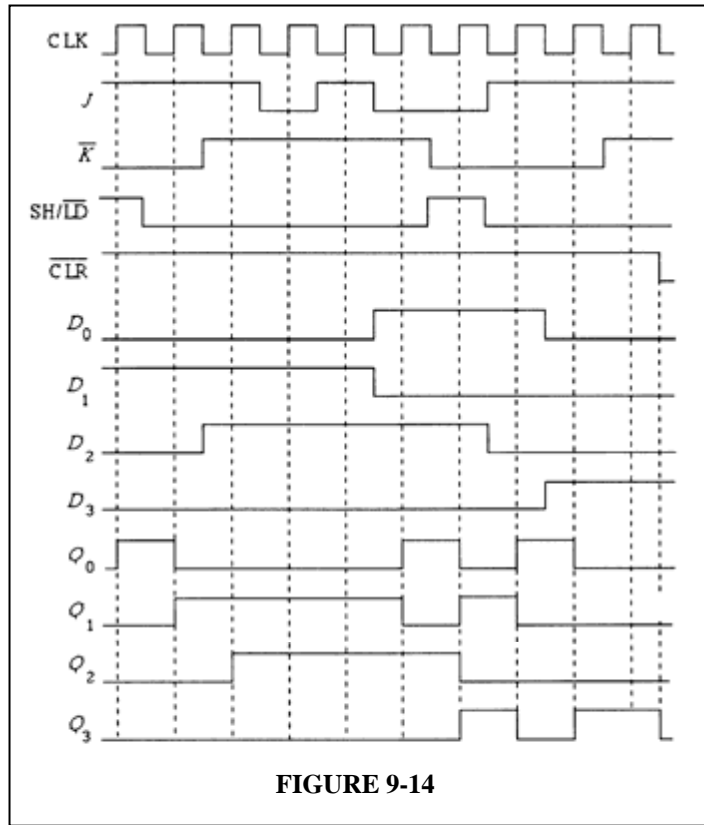 CLK
J
K̅
SH/L̅D̅
C̅L̅R̅
D₀
D₁
D₂
D₃
Q₀
Q₁
Q₂
Q₃
FIGURE 9-14